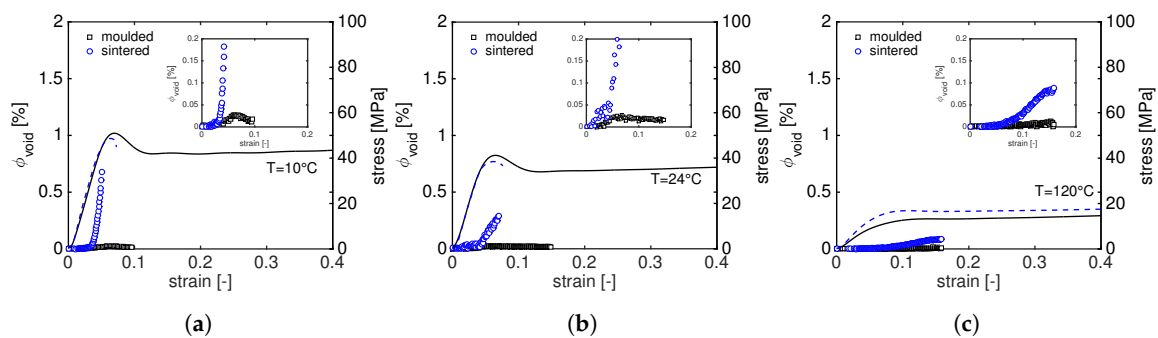 2
1.5
1
0.5
0
ϕvoid [%]
moulded
sintered
0.2
0.15
0.1
0.05
0
ϕvoid [%]
0
0.1
0.2
strain [-]
100
80
60
40
20
0
stress [MPa]
T=10°C
0
0.1
0.2
0.3
0.4
strain [-]
(a)
2
1.5
1
0.5
0
ϕvoid [%]
moulded
sintered
0.2
0.15
0.1
0.05
0
ϕvoid [%]
0
0.1
0.2
strain [-]
100
80
60
40
20
0
stress [MPa]
T=24°C
0
0.1
0.2
0.3
0.4
strain [-]
(b)
2
1.5
1
0.5
0
ϕvoid [%]
moulded
sintered
0.2
0.15
0.1
0.05
0
ϕvoid [%]
0
0.1
0.2
strain [-]
100
80
60
40
20
0
stress [MPa]
T=120°C
0
0.1
0.2
0.3
0.4
strain [-]
(c)